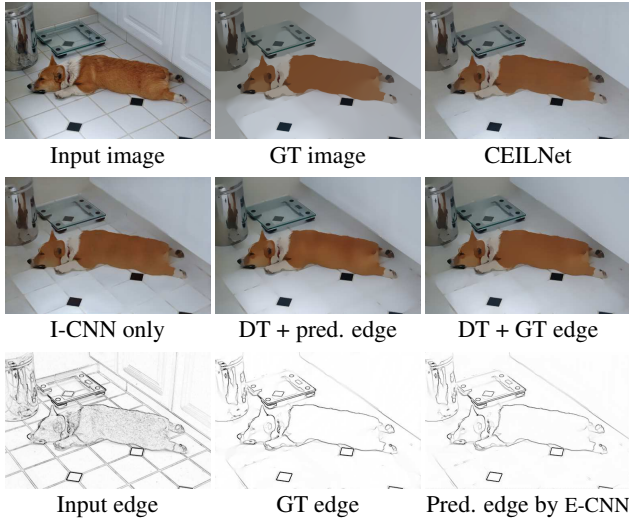 Input image
GT image
CEILNet
I-CNN only
DT + pred. edge
DT + GT edge
Input edge
GT edge
Pred. edge by E-CNN